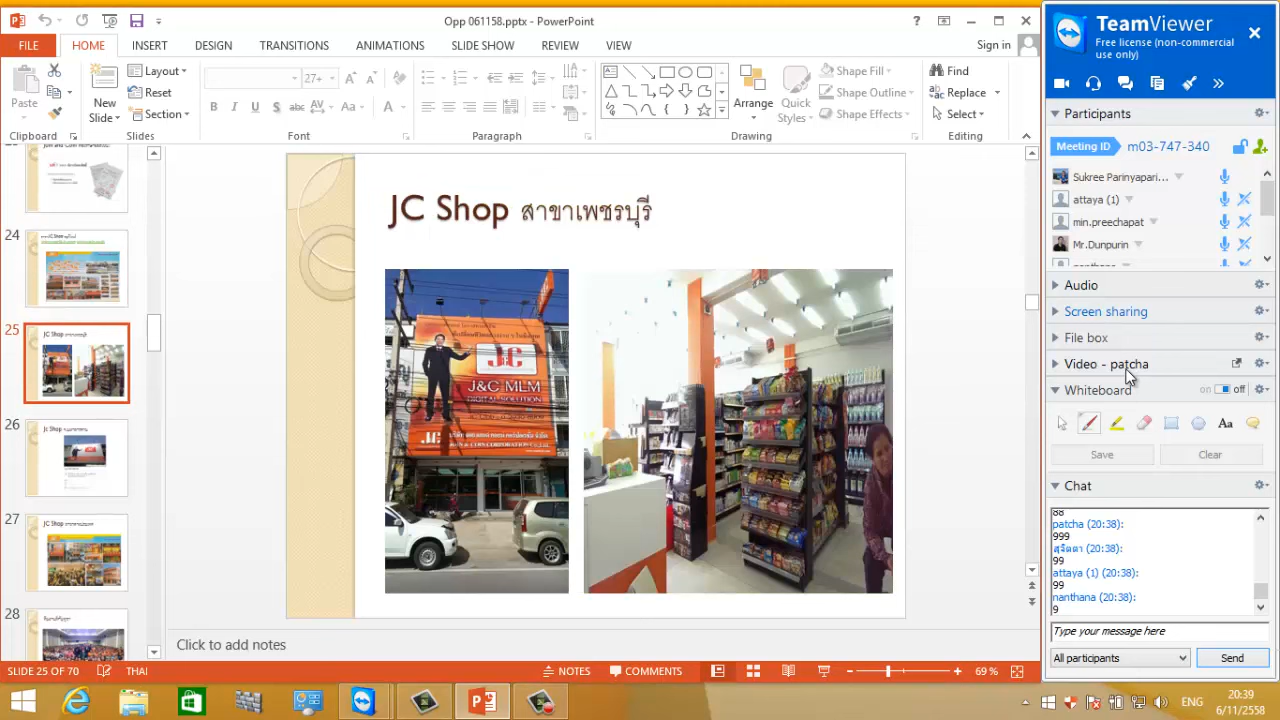 Opp 061158.pptx - PowerPoint
FILE
HOME
INSERT
DESIGN
TRANSITIONS
ANIMATIONS
SLIDE SHOW
REVIEW
VIEW
Sign in
Paste
New
Slide
Layout
Reset
Section
27+
Clipboard
Slides
Font
Paragraph
Arrange
Quick
Styles
Shape Fill
Shape Outline
Shape Effects
Drawing
Find
Replace
Select
Editing
24
25
26
27
28
JC Shop สาขาเพชรบุรี
JC
J&C MLM
DIGITAL SOLUTION
Click to add notes
SLIDE 25 OF 70
THAI
NOTES
COMMENTS
69 %
TeamViewer
Free license (non-commercial
use only)
Participants
Meeting ID
m03-747-340
Sukree Parinyapari...
attaya (1)
min.preechapat
Mr.Dunpurin
Audio
Screen sharing
File box
Video - patcha
Whiteboard
on
off
Aa
Save
Clear
Chat
88
patcha (20:38):
999
สุจิตตา (20:38):
99
attaya (1) (20:38):
99
nanthana (20:38):
9
Type your message here
All participants
Send
ENG
20:39
6/11/2558